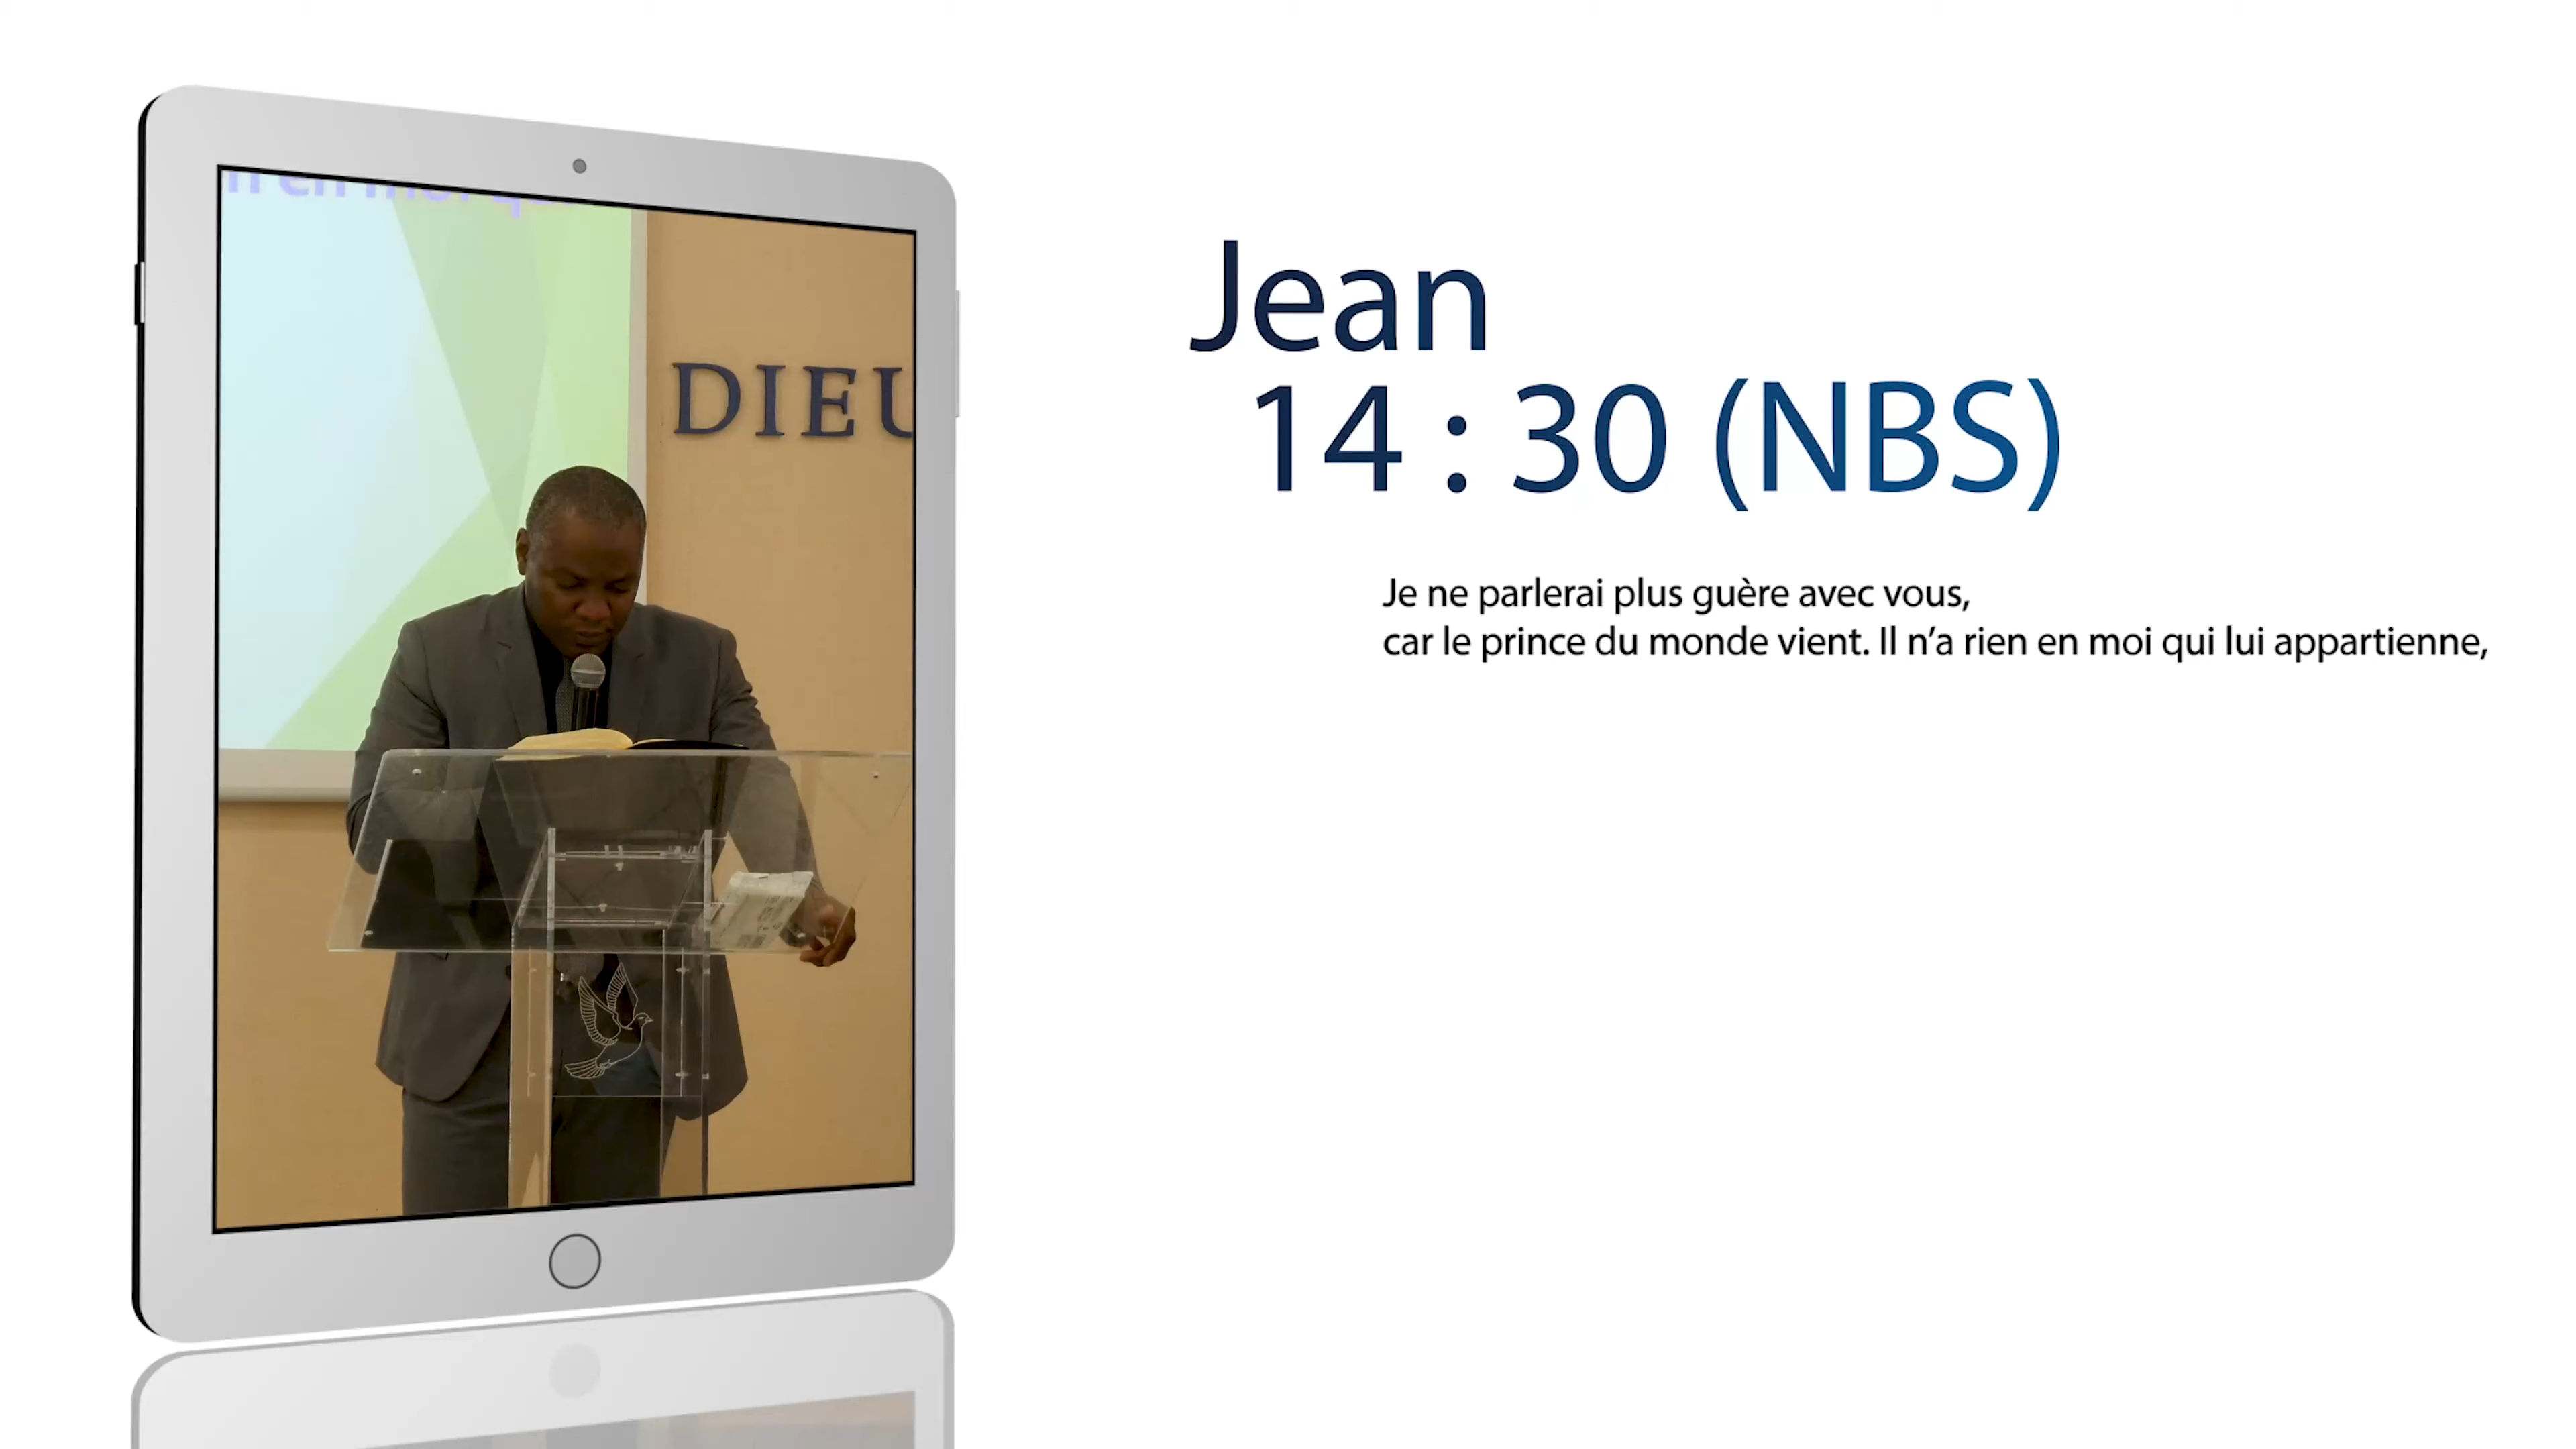 DIEU
Jean
14 : 30 (NBS)
Je ne parlerai plus guère avec vous,
car le prince du monde vient. Il n’a rien en moi qui lui appartienne,